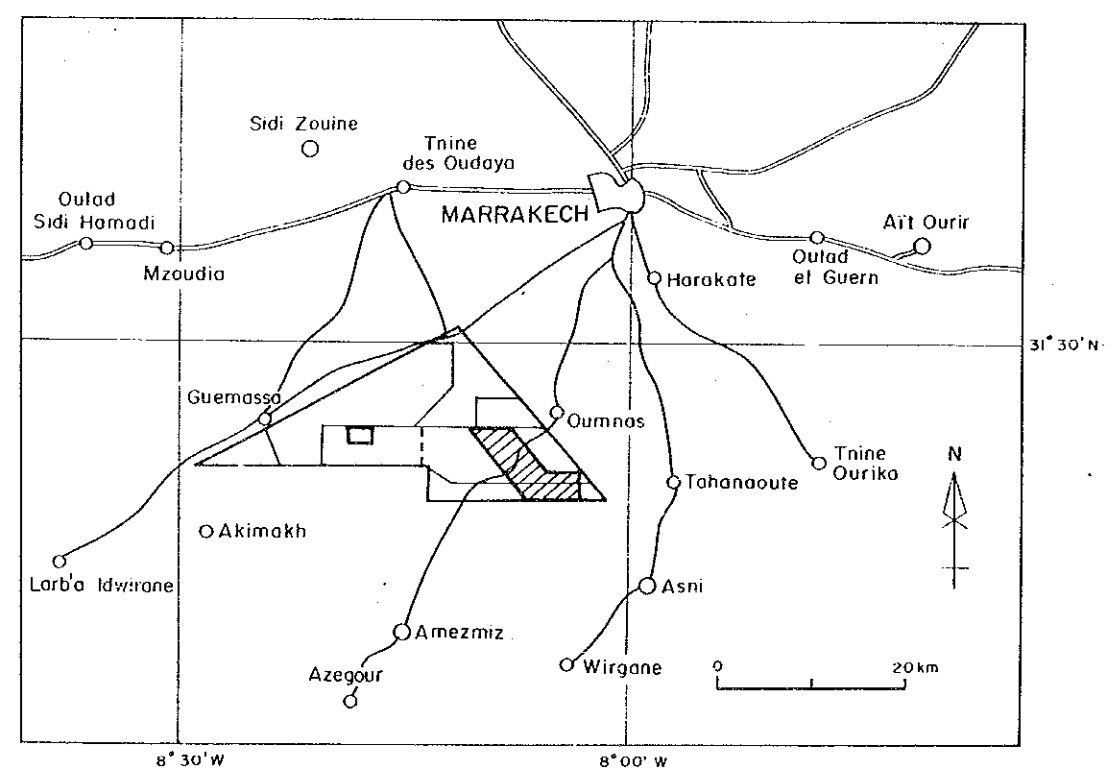 Sidi Zouine
Tnine
des Oudaya
Oulad
Sidi Hamadi
MARRAKECH
Aït Ourir
Mzoudia
Harakate
Oulad
el Guern
31° 30' N
Guemassa
Oumnas
Tnine
Ourika
N
Tahanaoute
Akimakh
Larb'a Idwirane
Asni
Amezmiz
0
20 km
Wirgane
Azegour
8° 30' W
8° 00' W